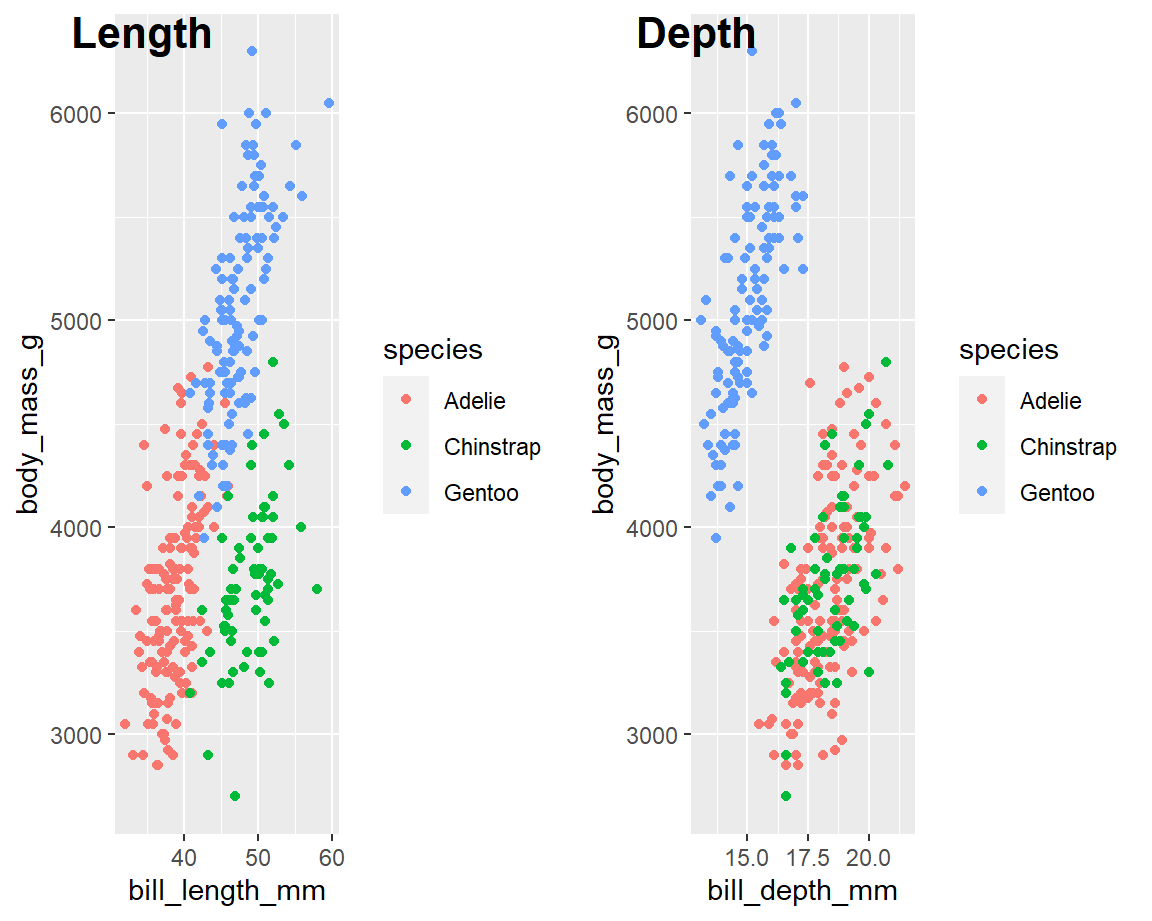 Length
body_mass_g
6000
5000
4000
3000
40 50 60
bill_length_mm
species
Adelie
Chinstrap
Gentoo
Depth
body_mass_g
6000
5000
4000
3000
15.0 17.5 20.0
bill_depth_mm
species
Adelie
Chinstrap
Gentoo